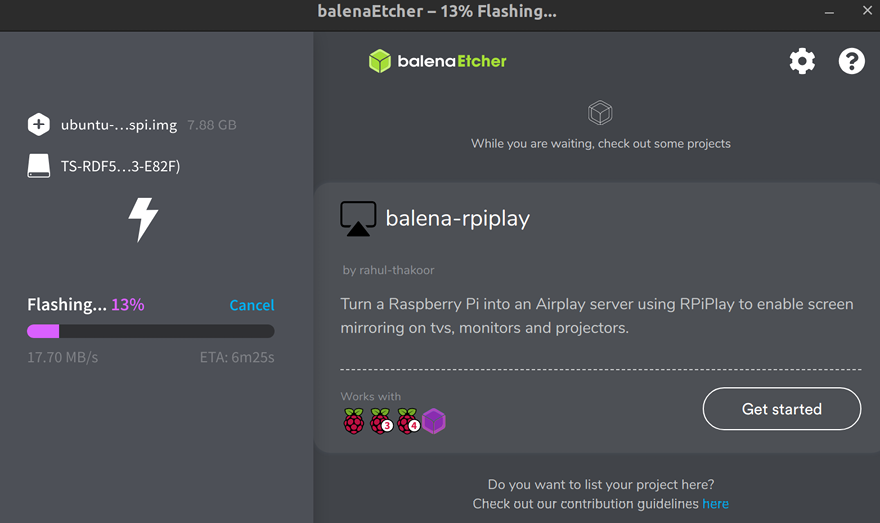 balenaEtcher – 13% Flashing...
balenaEtcher
ubuntu-...spi.img 7.88 GB
TS-RDF5...3-E82F)
Flashing... 13% Cancel
17.70 MB/s ETA: 6m25s
While you are waiting, check out some projects
balena-rpiplay
by rahul-thakoor
Turn a Raspberry Pi into an Airplay server using RPiPlay to enable screen
mirroring on tvs, monitors and projectors.
Works with
3 4
Get started
Do you want to list your project here?
Check out our contribution guidelines here